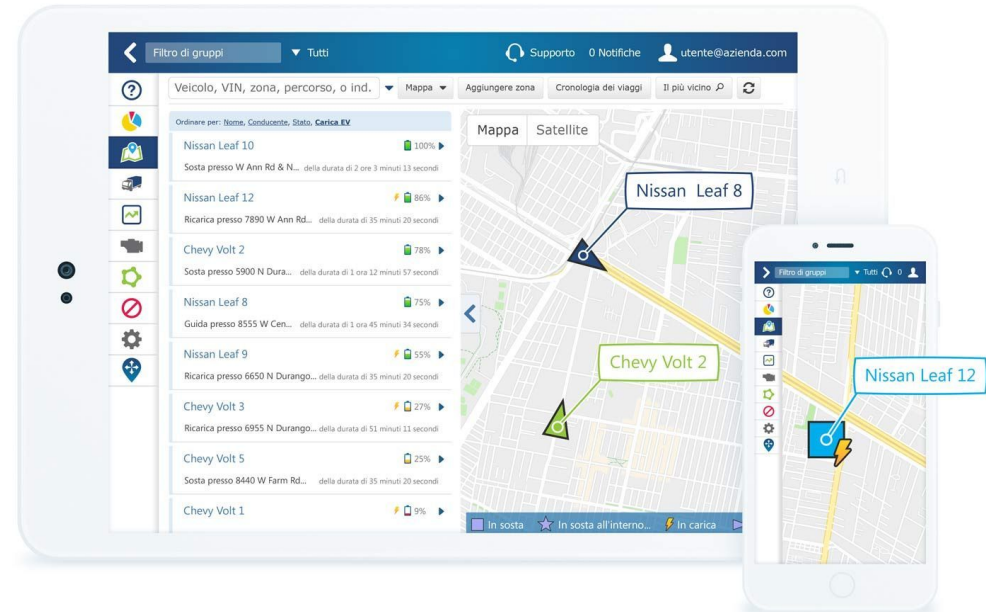 Filtro di gruppi
Tutti
Supporto
0 Notifiche
utente@azienda.com
Veicolo, VIN, zona, percorso, o ind.
Mappa
Aggiungere zona
Cronologia dei viaggi
Il più vicino
Ordinare per: Nome, Conducente, Stato, Carica EV
Nissan Leaf 10
100%
Sosta presso W Ann Rd & N... della durata di 2 ore 3 minuti 13 secondi
Nissan Leaf 12
86%
Ricarica presso 7890 W Ann Rd... della durata di 35 minuti 20 secondi
Chevy Volt 2
78%
Sosta presso 5900 N Dura... della durata di 1 ora 12 minuti 57 secondi
Nissan Leaf 8
75%
Guida presso 8555 W Cen... della durata di 1 ora 45 minuti 34 secondi
Nissan Leaf 9
55%
Ricarica presso 6650 N Durango... della durata di 35 minuti 20 secondi
Chevy Volt 3
27%
Ricarica presso 6955 N Durango... della durata di 51 minuti 11 secondi
Chevy Volt 5
25%
Sosta presso 8440 W Farm Rd... della durata di 35 minuti 20 secondi
Chevy Volt 1
9%
Mappa
Satellite
Nissan Leaf 8
Chevy Volt 2
In sosta
In sosta all'interno...
In carica
Filtro di gruppi
Tutti
0
Nissan Leaf 12